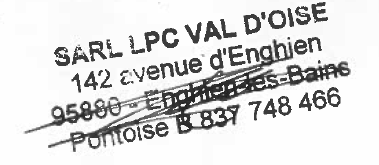 SARL LPC VAL D'OISE
142 avenue d'Enghien
95880 - Enghien-les-Bains
Pontoise B 837 748 466